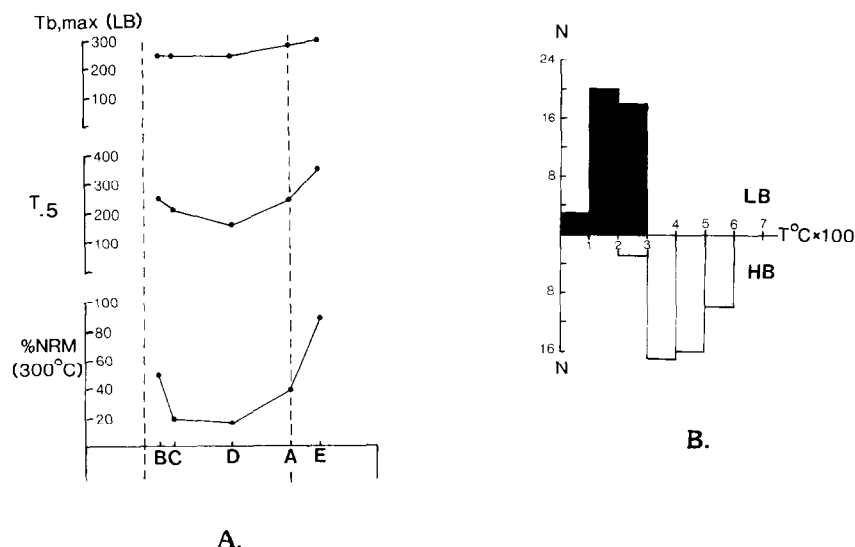 Tb,max (LB)
300
200
100
T.5
400
300
200
100
%NRM
(300°C)
100
80
60
40
20
B C D A E
A.
N
24
16
8
LB
1 2 3 4 5 6 7
T°C×100
HB
8
16
N
B.